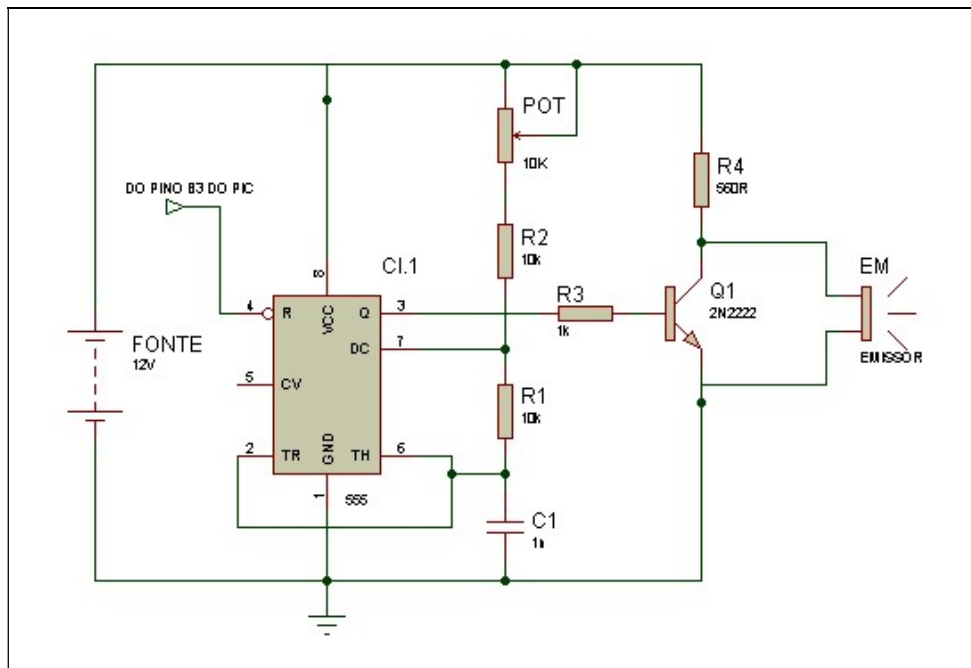 POT
10K
R4
560R
DO PINO B3 DO PIC
R2
10k
CI.1
EM
8
R3
Q1
4
R
VCC
Q
3
2N2222
1k
FONTE
DC
7
12V
EMISSOR
5
CV
R1
10k
2
TR
GND
TH
6
1
555
C1
1n